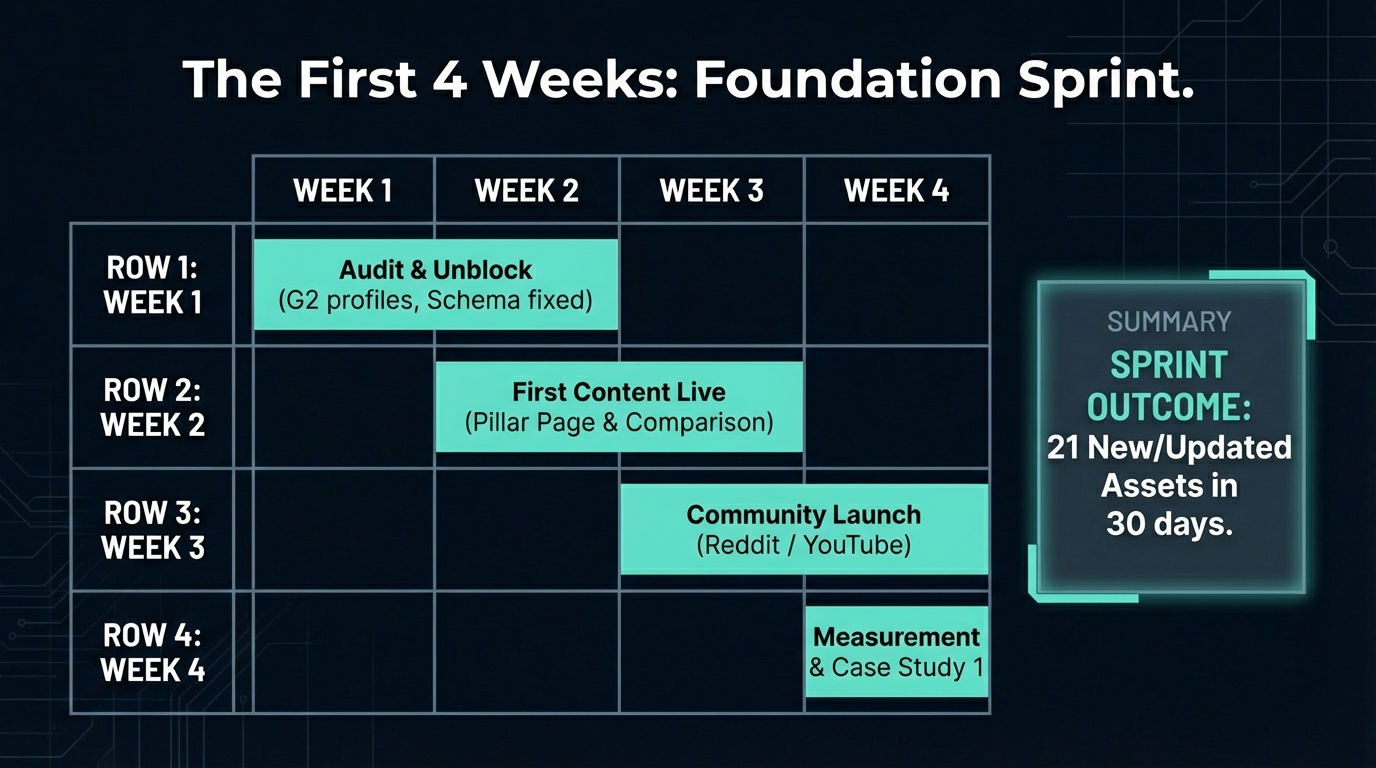 The First 4 Weeks: Foundation Sprint.
WEEK 1
WEEK 2
WEEK 3
WEEK 4
ROW 1:
WEEK 1
Audit & Unblock
(G2 profiles, Schema fixed)
ROW 2:
WEEK 2
First Content Live
(Pillar Page & Comparison)
ROW 3:
WEEK 3
Community Launch
(Reddit / YouTube)
ROW 4:
WEEK 4
Measurement
& Case Study 1
SUMMARY
SPRINT
OUTCOME:
21 New/Updated
Assets in
30 days.